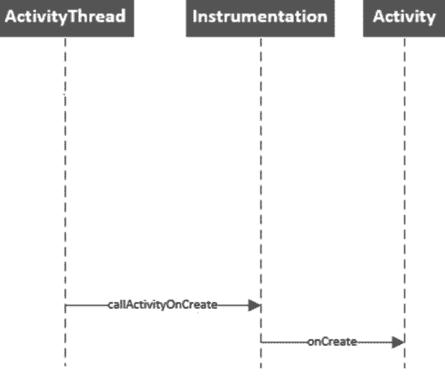 ActivityThread
Instrumentation
Activity
callActivityOnCreate
onCreate